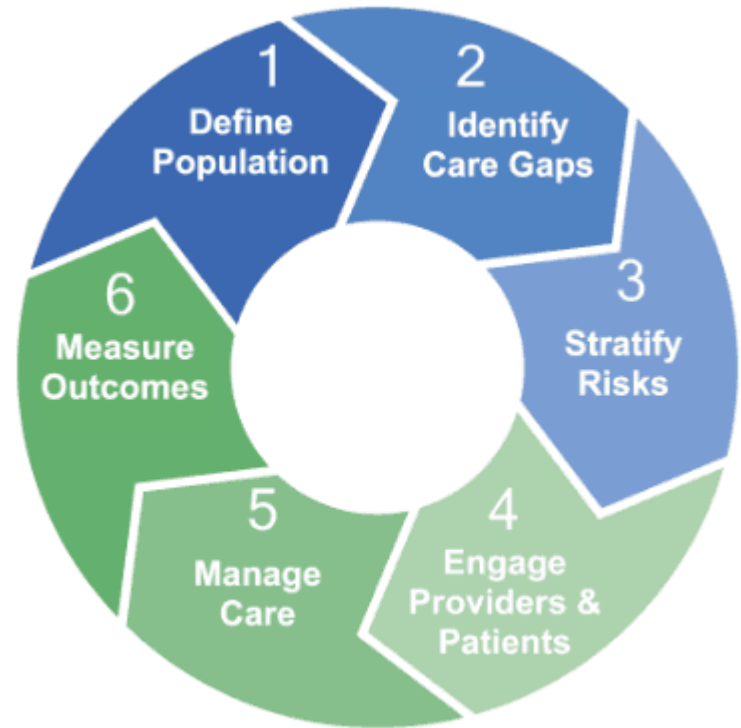 1
Define
Population
2
Identify
Care Gaps
3
Stratify
Risks
4
Engage
Providers &
Patients
5
Manage
Care
6
Measure
Outcomes